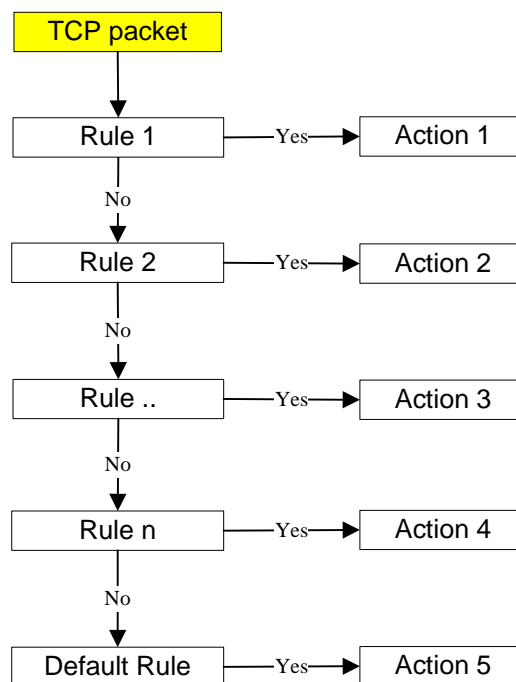 TCP packet
Rule 1
Yes
Action 1
No
Rule 2
Yes
Action 2
No
Rule ..
Yes
Action 3
No
Rule n
Yes
Action 4
No
Default Rule
Yes
Action 5